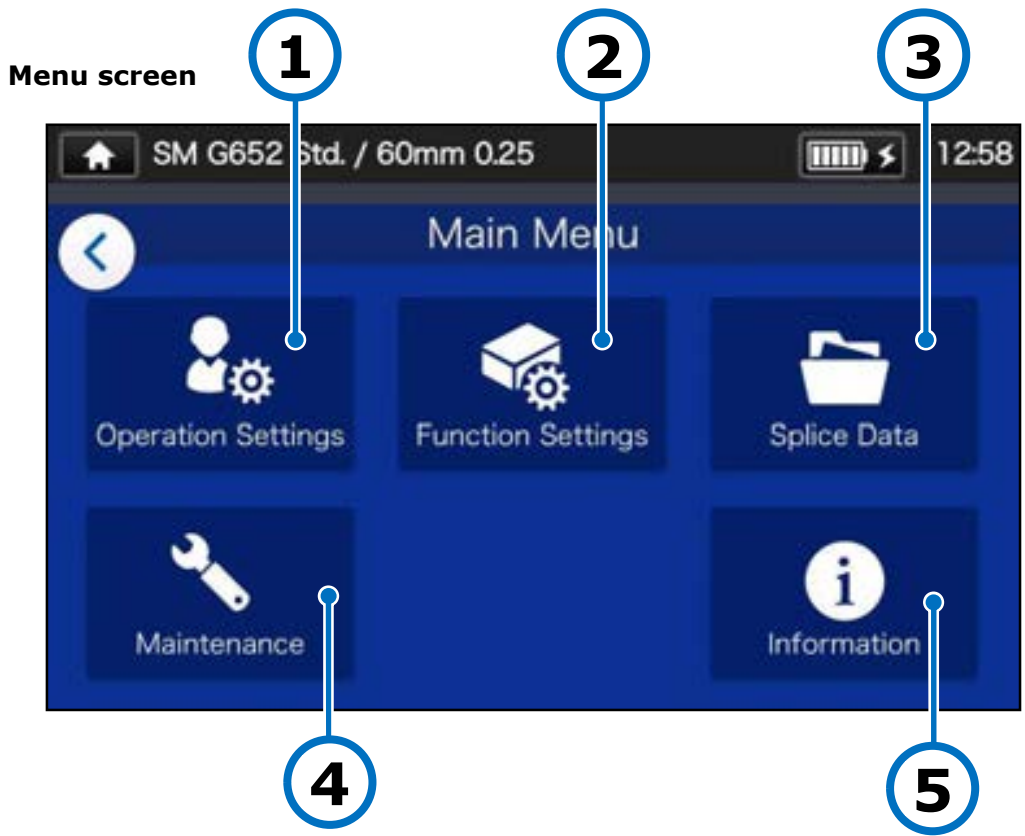 1 2 3
Menu screen
SM G652 Std. / 60mm 0.25 12:58
Main Menu
Operation Settings Function Settings Splice Data
Maintenance Information
4 5